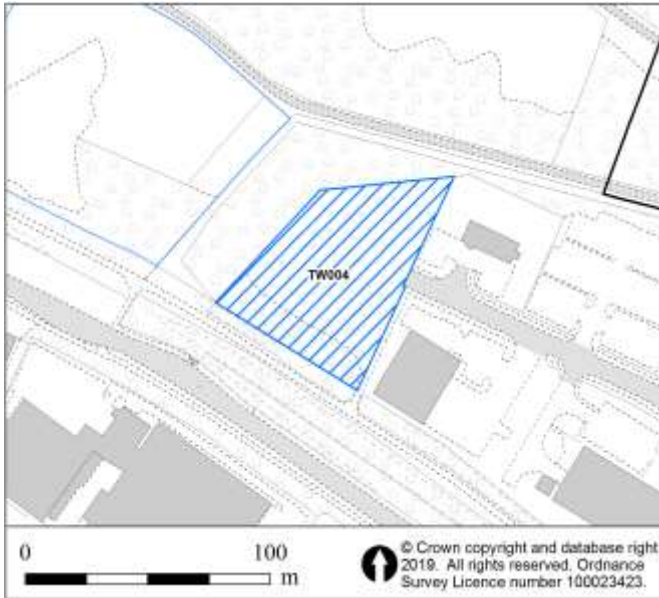 TW004
0 100
m
© Crown copyright and database right
2019. All rights reserved. Ordnance
Survey Licence number 100023423.